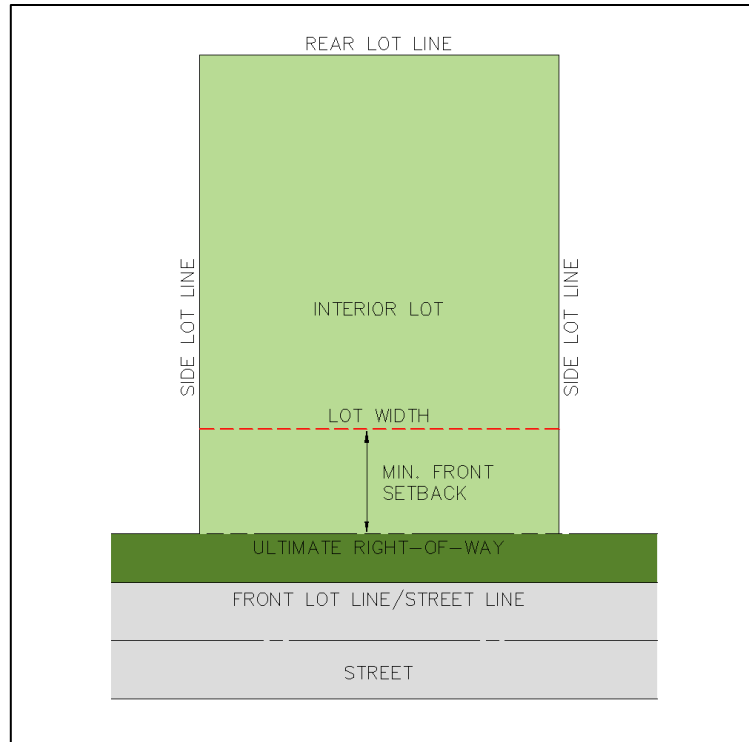 REAR LOT LINE
SIDE LOT LINE
SIDE LOT LINE
INTERIOR LOT
LOT WIDTH
MIN. FRONT
SETBACK
ULTIMATE RIGHT-OF-WAY
FRONT LOT LINE/STREET LINE
STREET